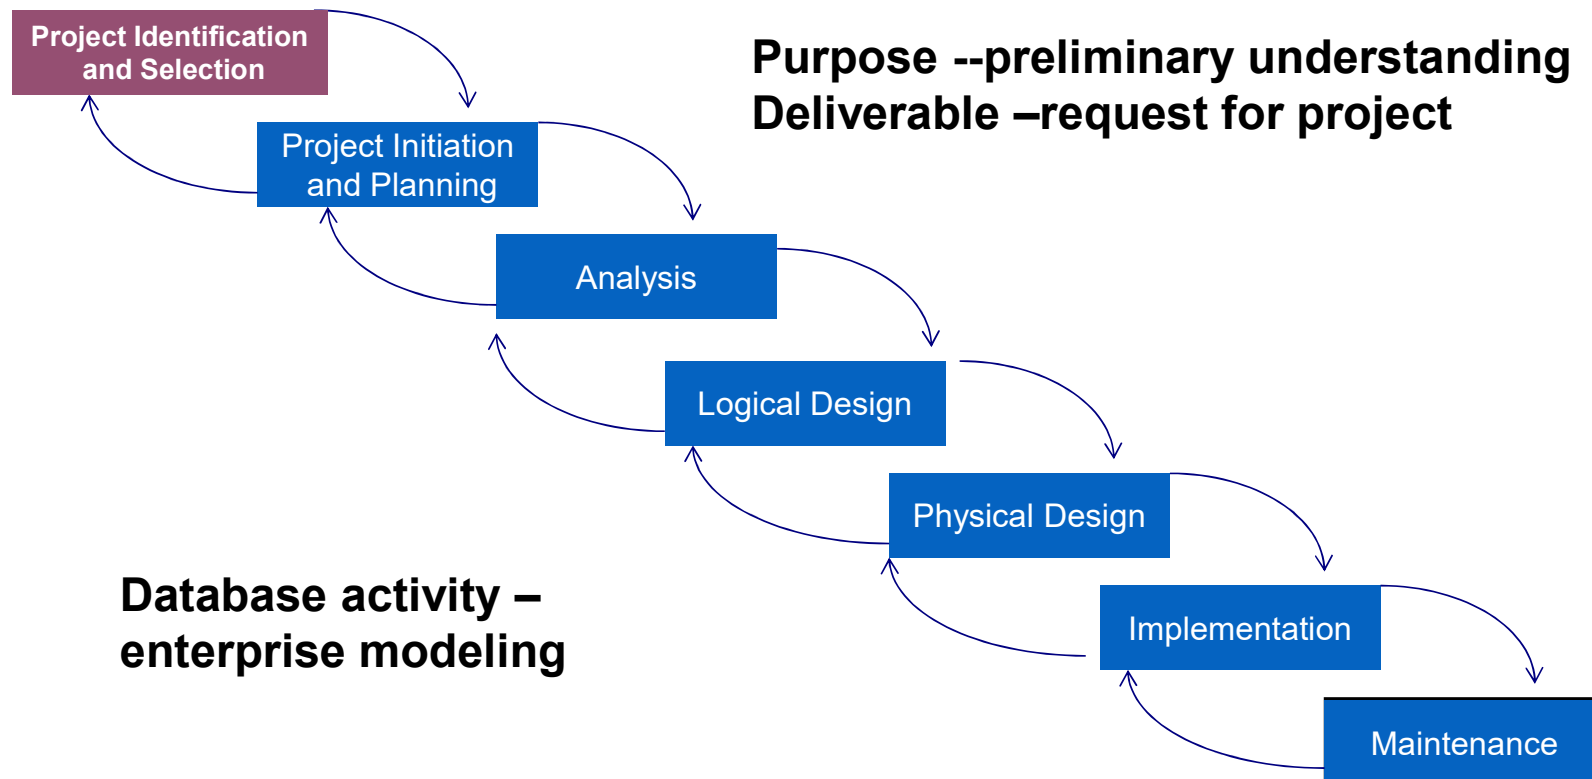 Project Identification
and Selection
Purpose --preliminary understanding
Deliverable –request for project
Project Initiation
and Planning
Analysis
Logical Design
Physical Design
Database activity –
enterprise modeling
Implementation
Maintenance